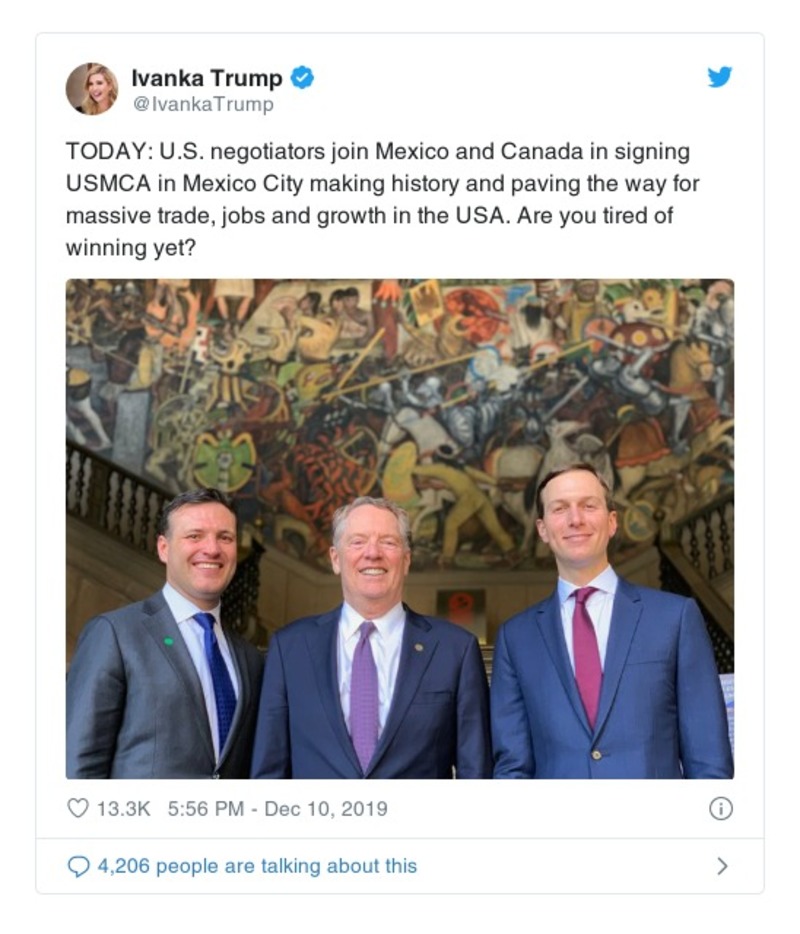 Ivanka Trump
@IvankaTrump
TODAY: U.S. negotiators join Mexico and Canada in signing
USMCA in Mexico City making history and paving the way for
massive trade, jobs and growth in the USA. Are you tired of
winning yet?
13.3K 5:56 PM - Dec 10, 2019
4,206 people are talking about this